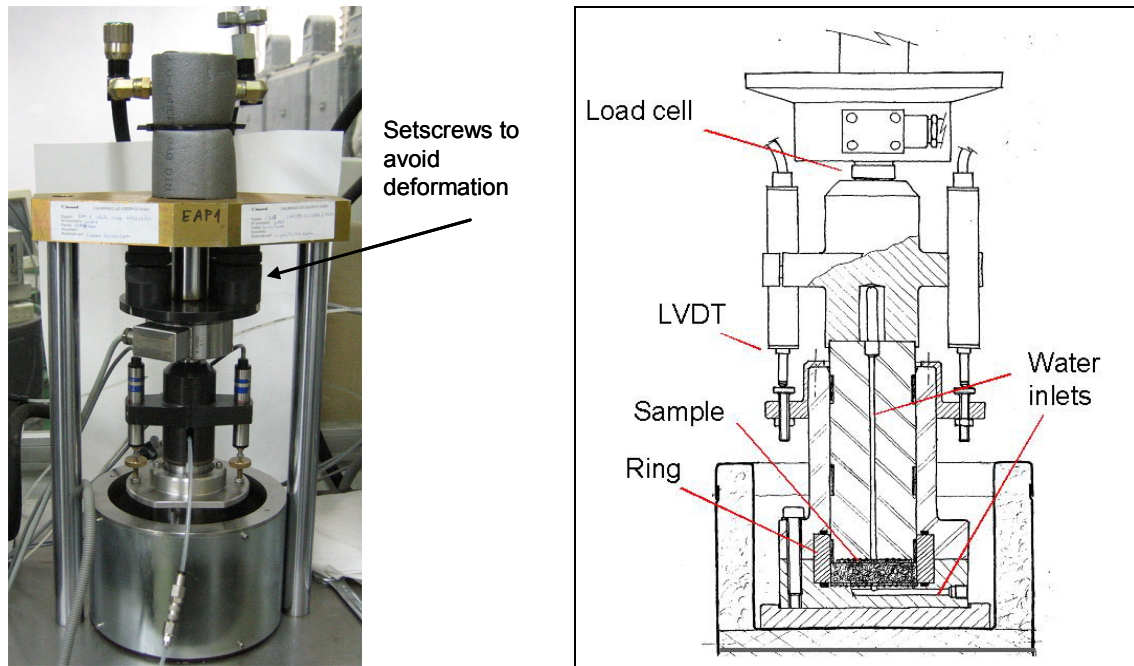 Setscrews to
avoid
deformation
EAP1
Load cell
LVDT
Water
inlets
Sample
Ring